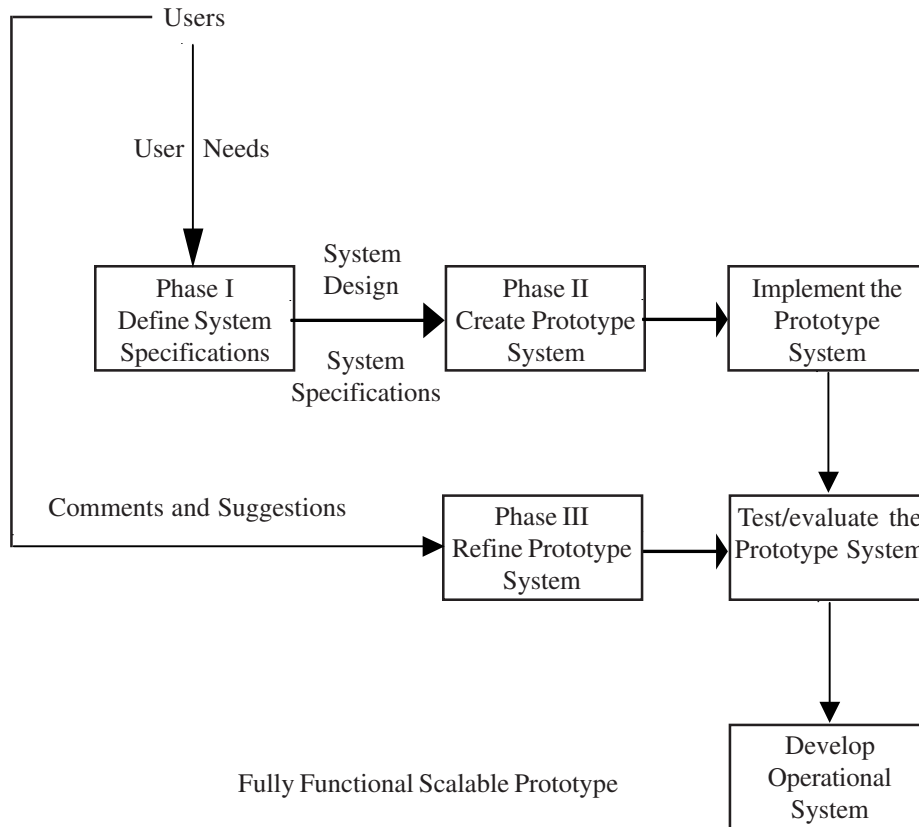 Users
User Needs
System
Design
Phase I
Define System
Specifications
System
Specifications
Phase II
Create Prototype
System
Implement the
Prototype
System
Comments and Suggestions
Phase III
Refine Prototype
System
Test/evaluate the
Prototype System
Fully Functional Scalable Prototype
Develop
Operational
System